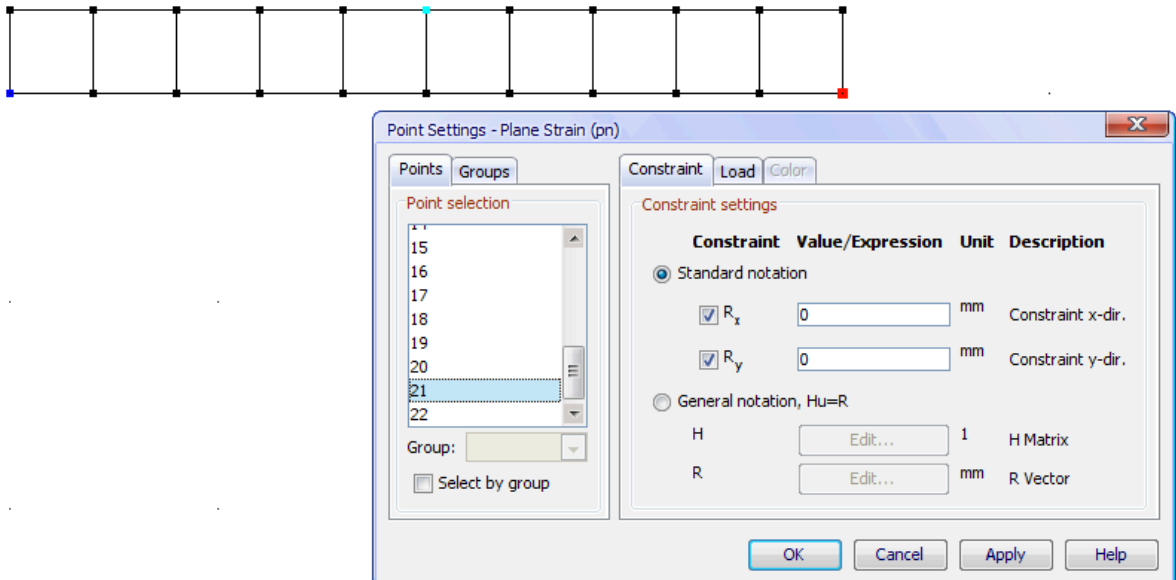 Point Settings - Plane Strain (pn)
X
Points Groups
Constraint Load Color
Point selection
15
16
17
18
19
20
21
22
Group:
Select by group
Constraint settings
Constraint Value/Expression Unit Description
Standard notation
Rx 0 mm Constraint x-dir.
Ry 0 mm Constraint y-dir.
General notation, Hu=R
H Edit... 1 H Matrix
R Edit... mm R Vector
OK Cancel Apply Help